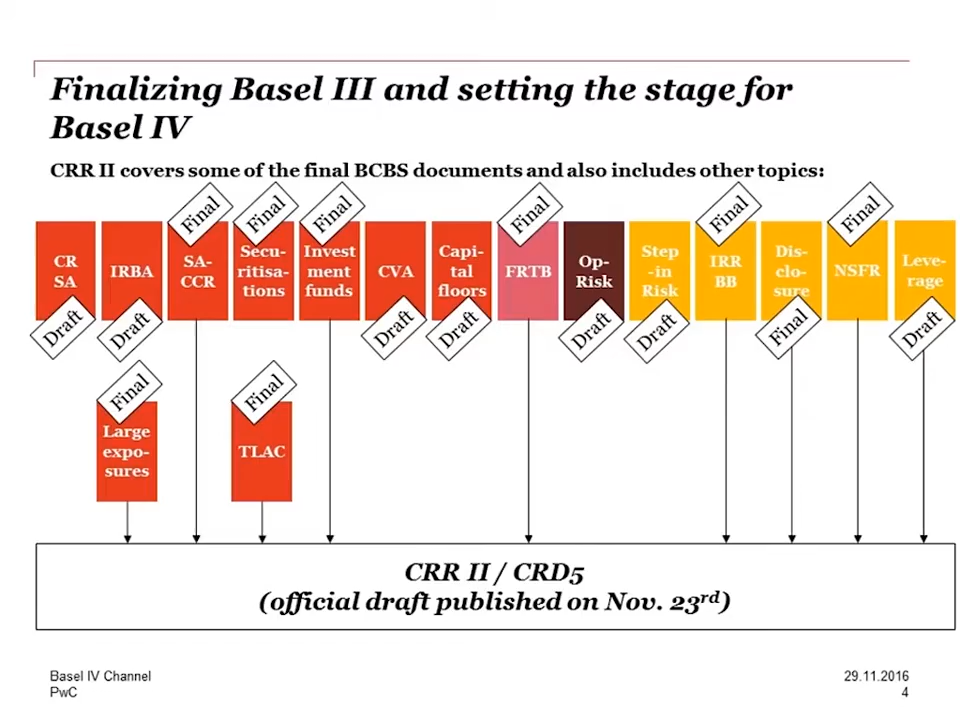 Finalizing Basel III and setting the stage for
Basel IV
CRR II covers some of the final BCBS documents and also includes other topics:
Final
Final
Final
Final
Final
Final
CR
SA
IRBA
SA-
CCR
Secu-
ritisa-
tions
Invest
ment
funds
CVA
Capi-
tal
floors
FRTB
Op-
Risk
Step
-in
Risk
IRR
BB
Dis-
clo-
sure
NSFR
Leve-
rage
Draft
Draft
Draft
Draft
Draft
Draft
Final
Draft
Final
Final
Large
expo-
sures
TLAC
CRR II / CRD5
(official draft published on Nov. 23rd)
Basel IV Channel
PwC
29.11.2016
4